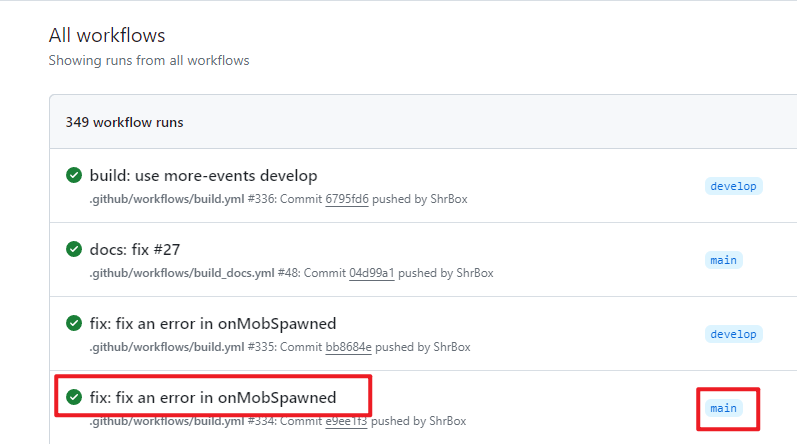 All workflows
Showing runs from all workflows
349 workflow runs
build: use more-events develop
develop
.github/workflows/build.yml #336: Commit 6795fd6 pushed by ShrBox
docs: fix #27
main
.github/workflows/build_docs.yml #48: Commit 04d99a1 pushed by ShrBox
fix: fix an error in onMobSpawned
develop
.github/workflows/build.yml #335: Commit bb8684e pushed by ShrBox
fix: fix an error in onMobSpawned
main
.github/workflows/build.yml #334: Commit e9ee1f3 pushed by ShrBox